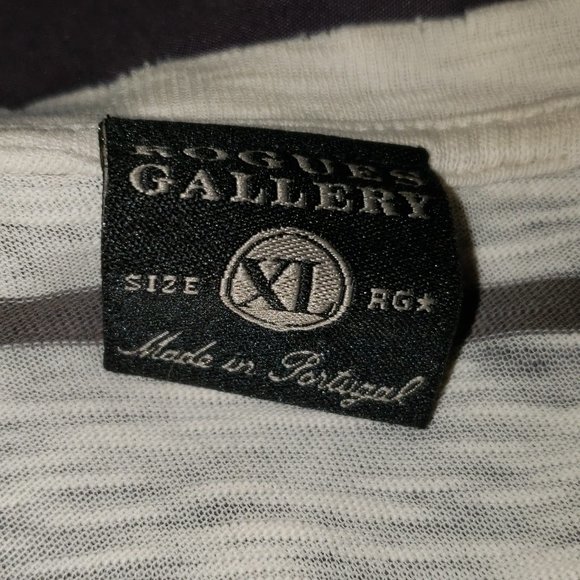 ROGUES
GALLERY
SIZE XL RG★
Made in Portugal